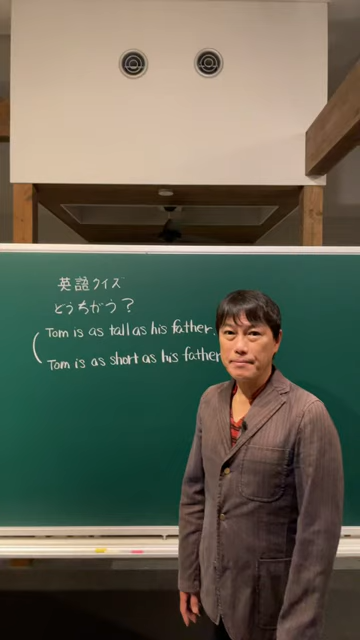 英語クイズ
どうちがう？
Tom is as tall as his father.
Tom is as short as his father